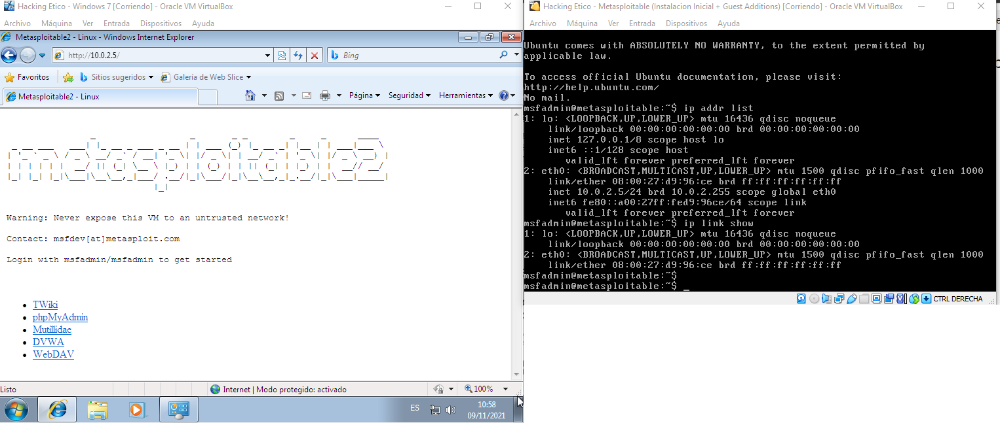 Hacking Etico - Windows 7 [Corriendo] - Oracle VM VirtualBox
Archivo Máquina Ver Entrada Dispositivos Ayuda
Metasploitable2 - Linux - Windows Internet Explorer
http://10.0.2.5/
Bing
Favoritos Sitios sugeridos Galería de Web Slice
Metasploitable2 - Linux
Página Seguridad Herramientas
metasploitable2
Warning: Never expose this VM to an untrusted network!
Contact: msfdev[at]metasploit.com
Login with msfadmin/msfadmin to get started
TWiki
phpMyAdmin
Mutillidae
DVWA
WebDAV
Listo
Internet | Modo protegido: activado
100%
ES
10:58
09/11/2021
Hacking Etico - Metasploitable (Instalacion Inicial + Guest Additions) [Corriendo] - Oracle VM VirtualBox
Archivo Máquina Ver Entrada Dispositivos Ayuda
Ubuntu comes with ABSOLUTELY NO WARRANTY, to the extent permitted by
applicable law.
To access official Ubuntu documentation, please visit:
http://help.ubuntu.com/
No mail.
msfadmin@metasploitable:~$ ip addr list
1: lo: <LOOPBACK,UP,LOWER_UP> mtu 16436 qdisc noqueue
link/loopback 00:00:00:00:00:00 brd 00:00:00:00:00:00
inet 127.0.0.1/8 scope host lo
inet6 ::1/128 scope host
valid_lft forever preferred_lft forever
2: eth0: <BROADCAST,MULTICAST,UP,LOWER_UP> mtu 1500 qdisc pfifo_fast qlen 1000
link/ether 08:00:27:d9:96:ce brd ff:ff:ff:ff:ff:ff
inet 10.0.2.5/24 brd 10.0.2.255 scope global eth0
inet6 fe80::a00:27ff:fed9:96ce/64 scope link
valid_lft forever preferred_lft forever
msfadmin@metasploitable:~$ ip link show
1: lo: <LOOPBACK,UP,LOWER_UP> mtu 16436 qdisc noqueue
link/loopback 00:00:00:00:00:00 brd 00:00:00:00:00:00
2: eth0: <BROADCAST,MULTICAST,UP,LOWER_UP> mtu 1500 qdisc pfifo_fast qlen 1000
link/ether 08:00:27:d9:96:ce brd ff:ff:ff:ff:ff:ff
msfadmin@metasploitable:~$
msfadmin@metasploitable:~$ _
CTRL DERECHA